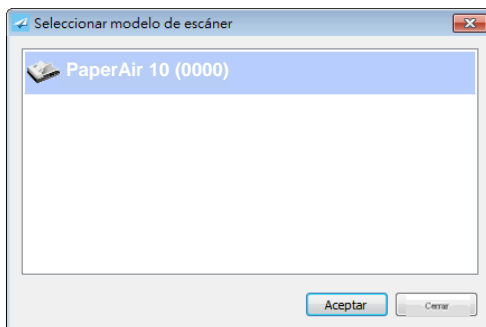 Seleccionar modelo de escáner
PaperAir 10 (0000)
Aceptar
Cerrar